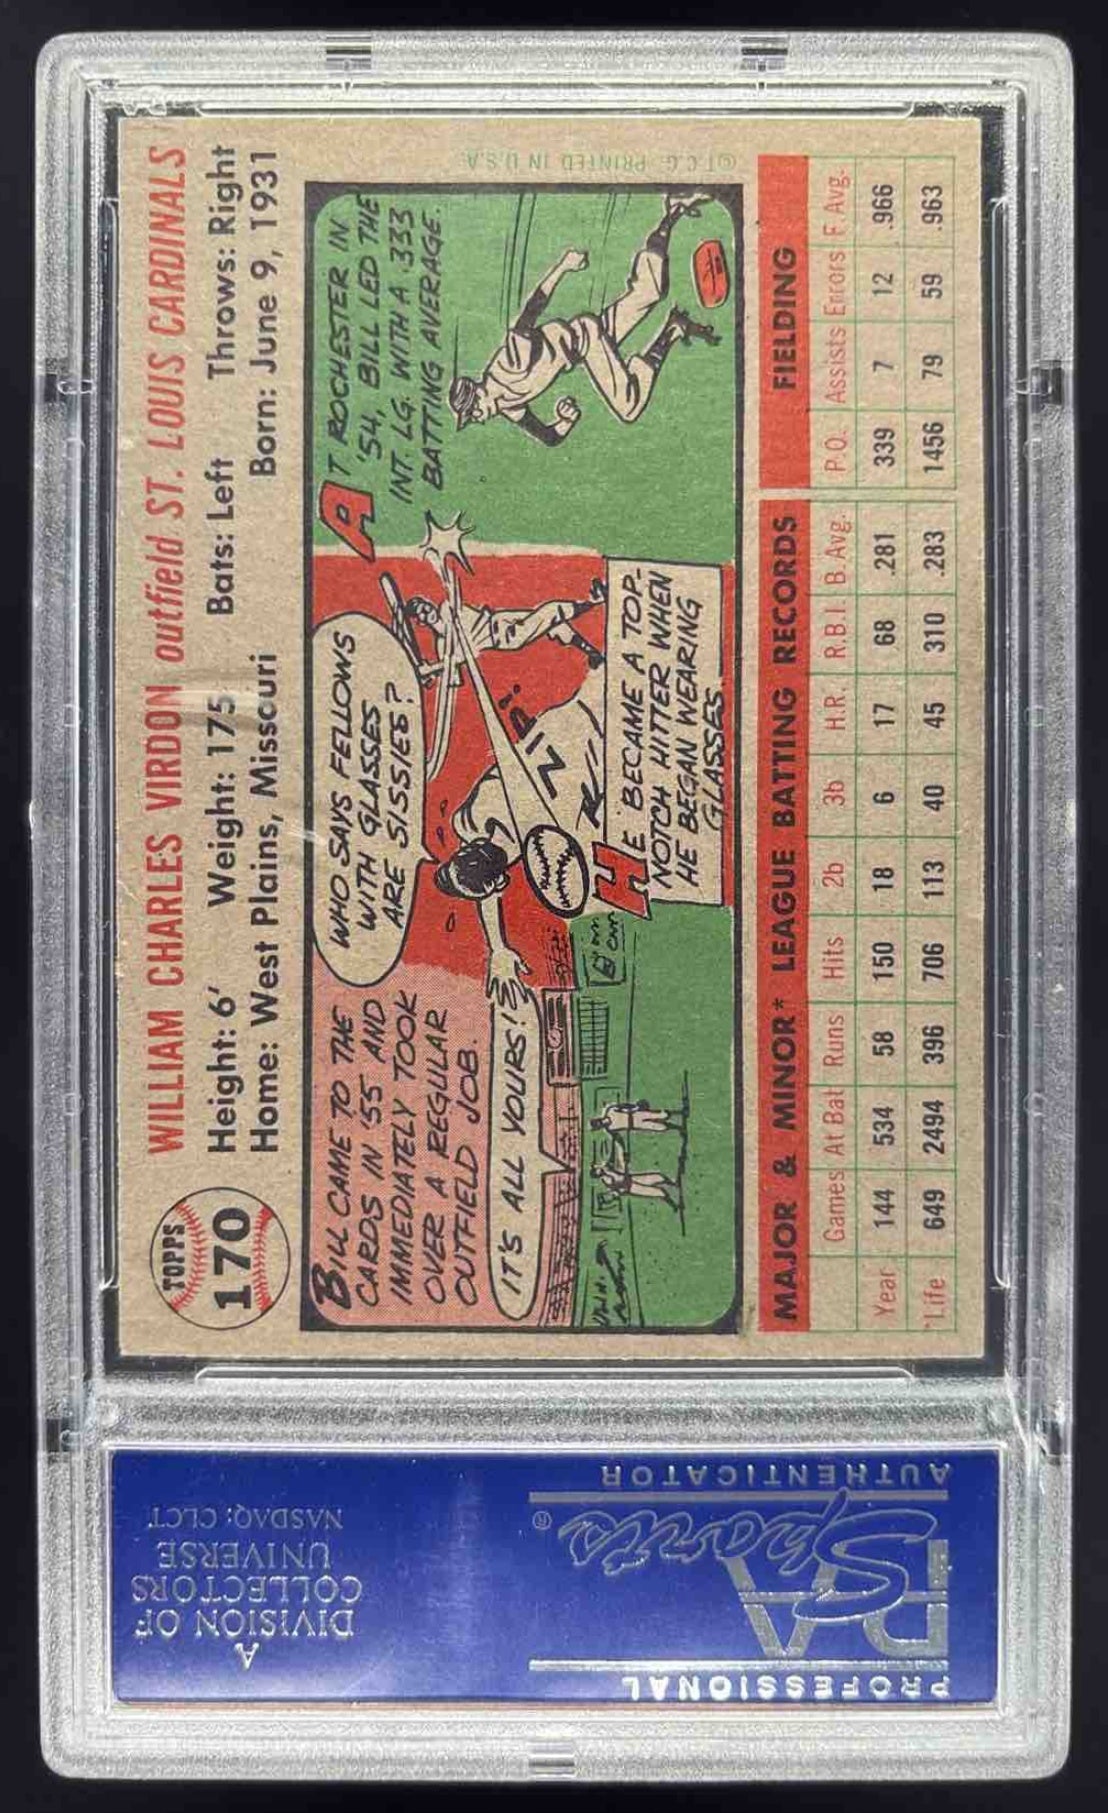 TOPPS
170
WILLIAM CHARLES VIRDON outfield ST. LOUIS CARDINALS
Height: 6' Weight: 175 Bats: Left Throws: Right
Home: West Plains, Missouri Born: June 9, 1931
BILL CAME TO THE
CARDS IN '55 AND
IMMEDIATELY TOOK
OVER A REGULAR
OUTFIELD JOB.
IT'S ALL YOURS!
WHO SAYS FELLOWS
WITH GLASSES
ARE SISSIES?
ZIP!
HE BECAME A TOP-
NOTCH HITTER WHEN
HE BEGAN WEARING
GLASSES.
AT ROCHESTER IN
'54, BILL LED THE
INT. LG. WITH A .333
BATTING AVERAGE.
©T.C.G. PRINTED IN U.S.A.
MAJOR & MINOR* LEAGUE BATTING RECORDS FIELDING
Games At Bat Runs Hits 2b 3b H.R. R.B.I. B.Avg. P.O. Assists Errors F.Avg.
Year 144 534 58 150 18 6 17 68 .281 339 7 12 .966
*Life 649 2494 396 706 113 40 45 310 .283 1456 79 59 .963
A
DIVISION OF
COLLECTORS
UNIVERSE
NASDAQ: CLCT
PROFESSIONAL
PSA
Sports®
AUTHENTICATOR